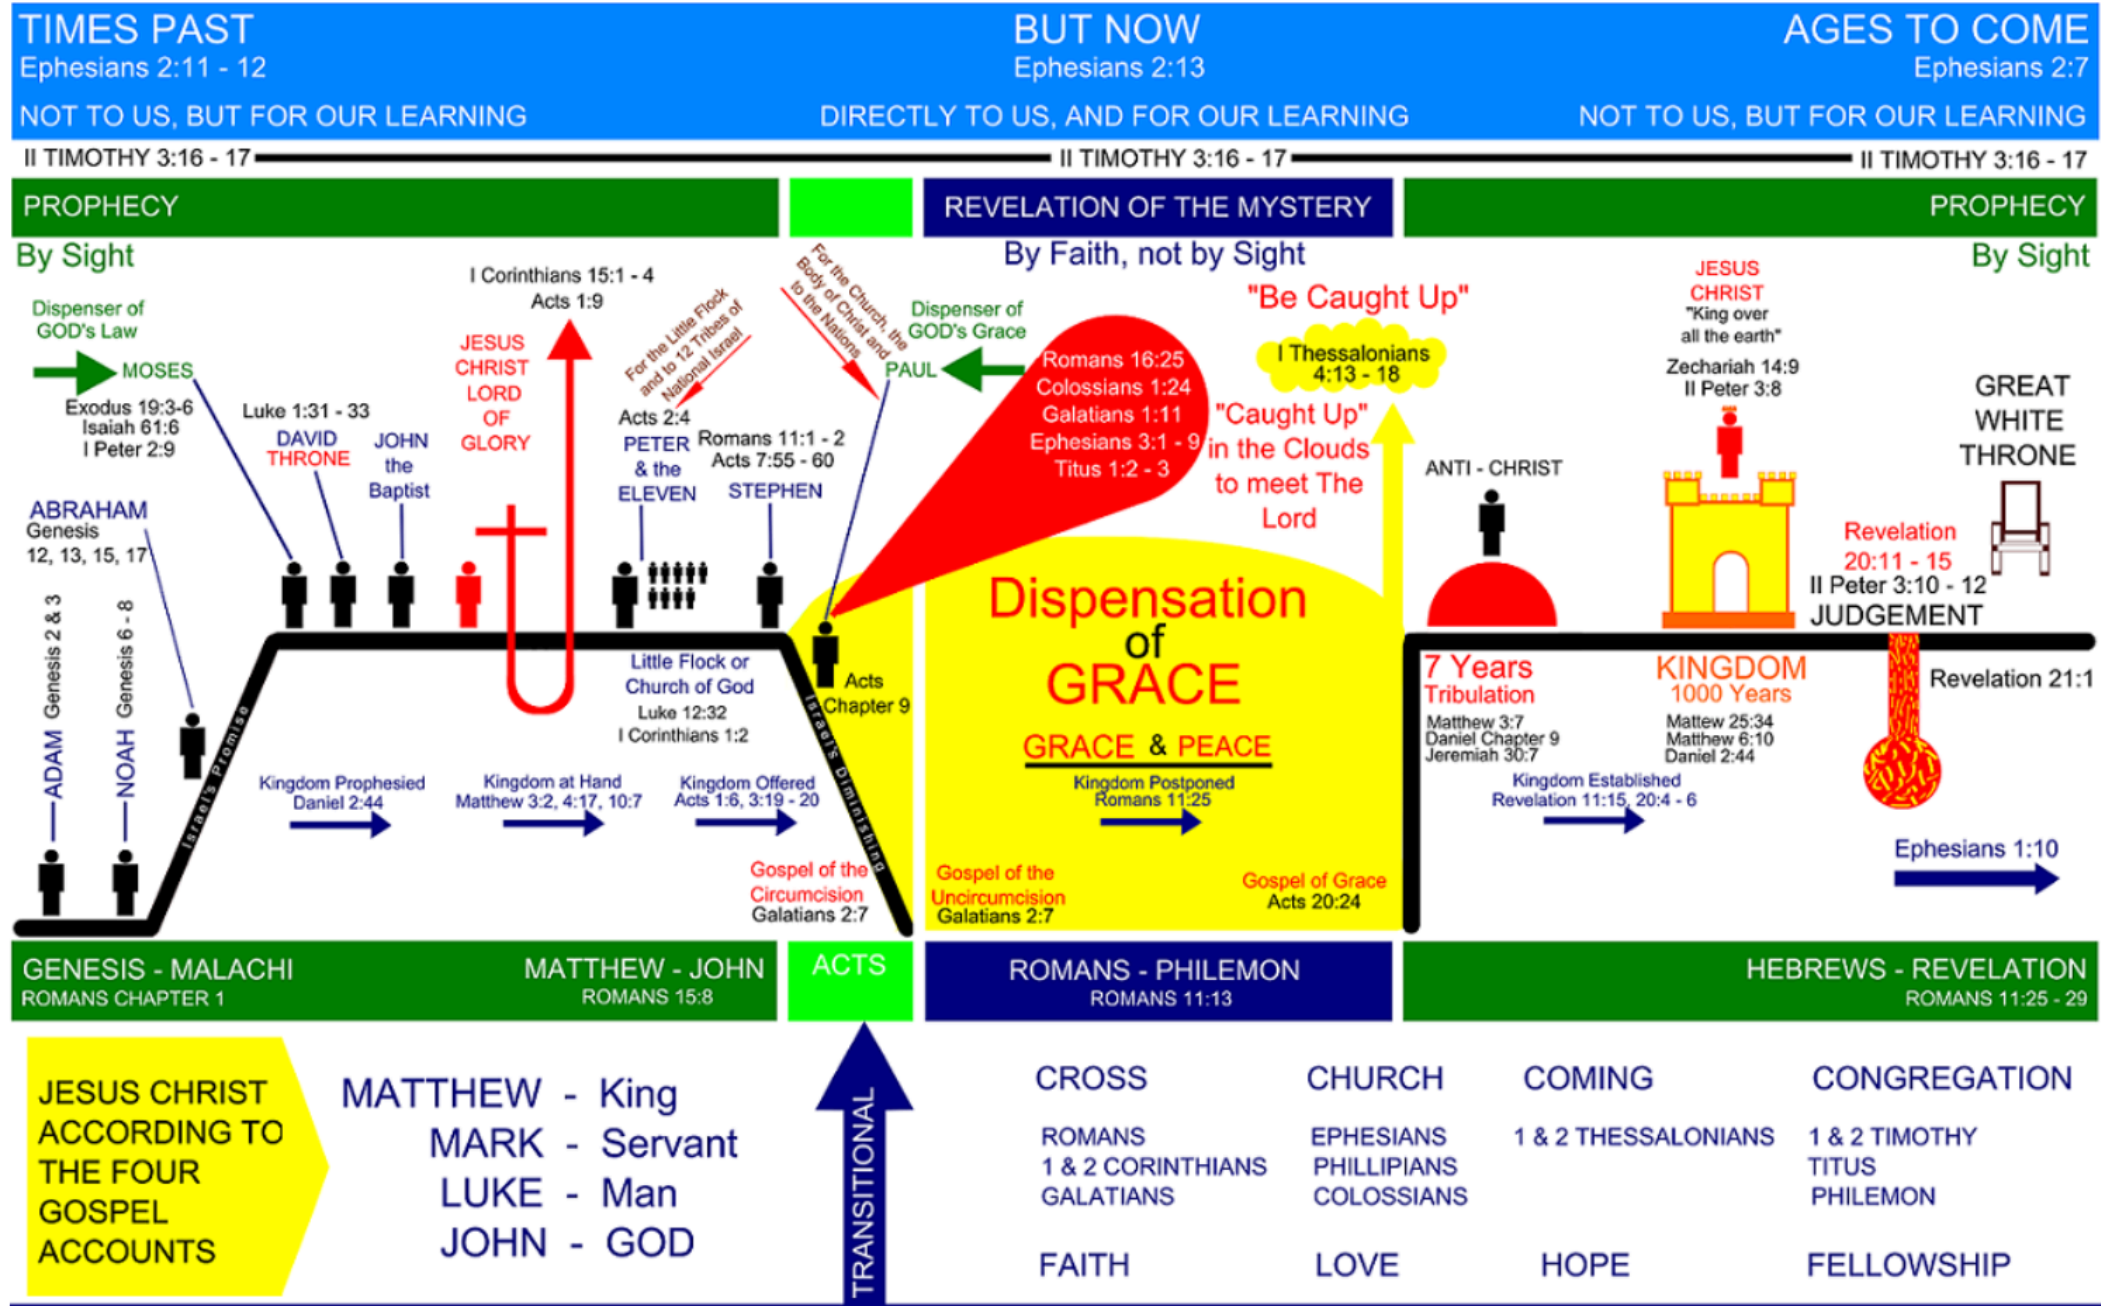 TIMES PAST
Ephesians 2:11 - 12
NOT TO US, BUT FOR OUR LEARNING
BUT NOW
Ephesians 2:13
DIRECTLY TO US, AND FOR OUR LEARNING
AGES TO COME
Ephesians 2:7
NOT TO US, BUT FOR OUR LEARNING
II TIMOTHY 3:16 - 17
II TIMOTHY 3:16 - 17
II TIMOTHY 3:16 - 17
PROPHECY
REVELATION OF THE MYSTERY
PROPHECY
By Sight
By Faith, not by Sight
By Sight
Dispenser of
GOD's Law
MOSES
Exodus 19:3-6
Isaiah 61:6
I Peter 2:9
ABRAHAM
Genesis
12, 13, 15, 17
ADAM Genesis 2 & 3
NOAH Genesis 6 - 8
Israel's Promise
Luke 1:31 - 33
DAVID
THRONE
JOHN
the
Baptist
I Corinthians 15:1 - 4
Acts 1:9
JESUS
CHRIST
LORD
OF
GLORY
For the Little Flock
and to 12 Tribes of
National Israel
Acts 2:4
PETER
& the
ELEVEN
Romans 11:1 - 2
Acts 7:55 - 60
STEPHEN
For the Church, the
Body of Christ and
to the Nations
Dispenser of
GOD's Grace
PAUL
Romans 16:25
Colossians 1:24
Galatians 1:11
Ephesians 3:1 - 9
Titus 1:2 - 3
"Be Caught Up"
I Thessalonians
4:13 - 18
"Caught Up"
in the Clouds
to meet The
Lord
ANTI - CHRIST
JESUS
CHRIST
"King over
all the earth"
Zechariah 14:9
II Peter 3:8
GREAT
WHITE
THRONE
Revelation
20:11 - 15
II Peter 3:10 - 12
JUDGEMENT
Little Flock or
Church of God
Luke 12:32
I Corinthians 1:2
Acts
Chapter 9
Israel's Diminishing
Dispensation
of
GRACE
GRACE & PEACE
Kingdom Postponed
Romans 11:25
7 Years
Tribulation
Matthew 3:7
Daniel Chapter 9
Jeremiah 30:7
KINGDOM
1000 Years
Mattew 25:34
Matthew 6:10
Daniel 2:44
Revelation 21:1
Kingdom Prophesied
Daniel 2:44
Kingdom at Hand
Matthew 3:2, 4:17, 10:7
Kingdom Offered
Acts 1:6, 3:19 - 20
Kingdom Established
Revelation 11:15, 20:4 - 6
Ephesians 1:10
Gospel of the
Circumcision
Galatians 2:7
Gospel of the
Uncircumcision
Galatians 2:7
Gospel of Grace
Acts 20:24
GENESIS - MALACHI
ROMANS CHAPTER 1
MATTHEW - JOHN
ROMANS 15:8
ACTS
ROMANS - PHILEMON
ROMANS 11:13
HEBREWS - REVELATION
ROMANS 11:25 - 29
JESUS CHRIST
ACCORDING TO
THE FOUR
GOSPEL
ACCOUNTS
MATTHEW - King
MARK - Servant
LUKE - Man
JOHN - GOD
TRANSITIONAL
CROSS
ROMANS
1 & 2 CORINTHIANS
GALATIANS
FAITH
CHURCH
EPHESIANS
PHILLIPIANS
COLOSSIANS
LOVE
COMING
1 & 2 THESSALONIANS
HOPE
CONGREGATION
1 & 2 TIMOTHY
TITUS
PHILEMON
FELLOWSHIP